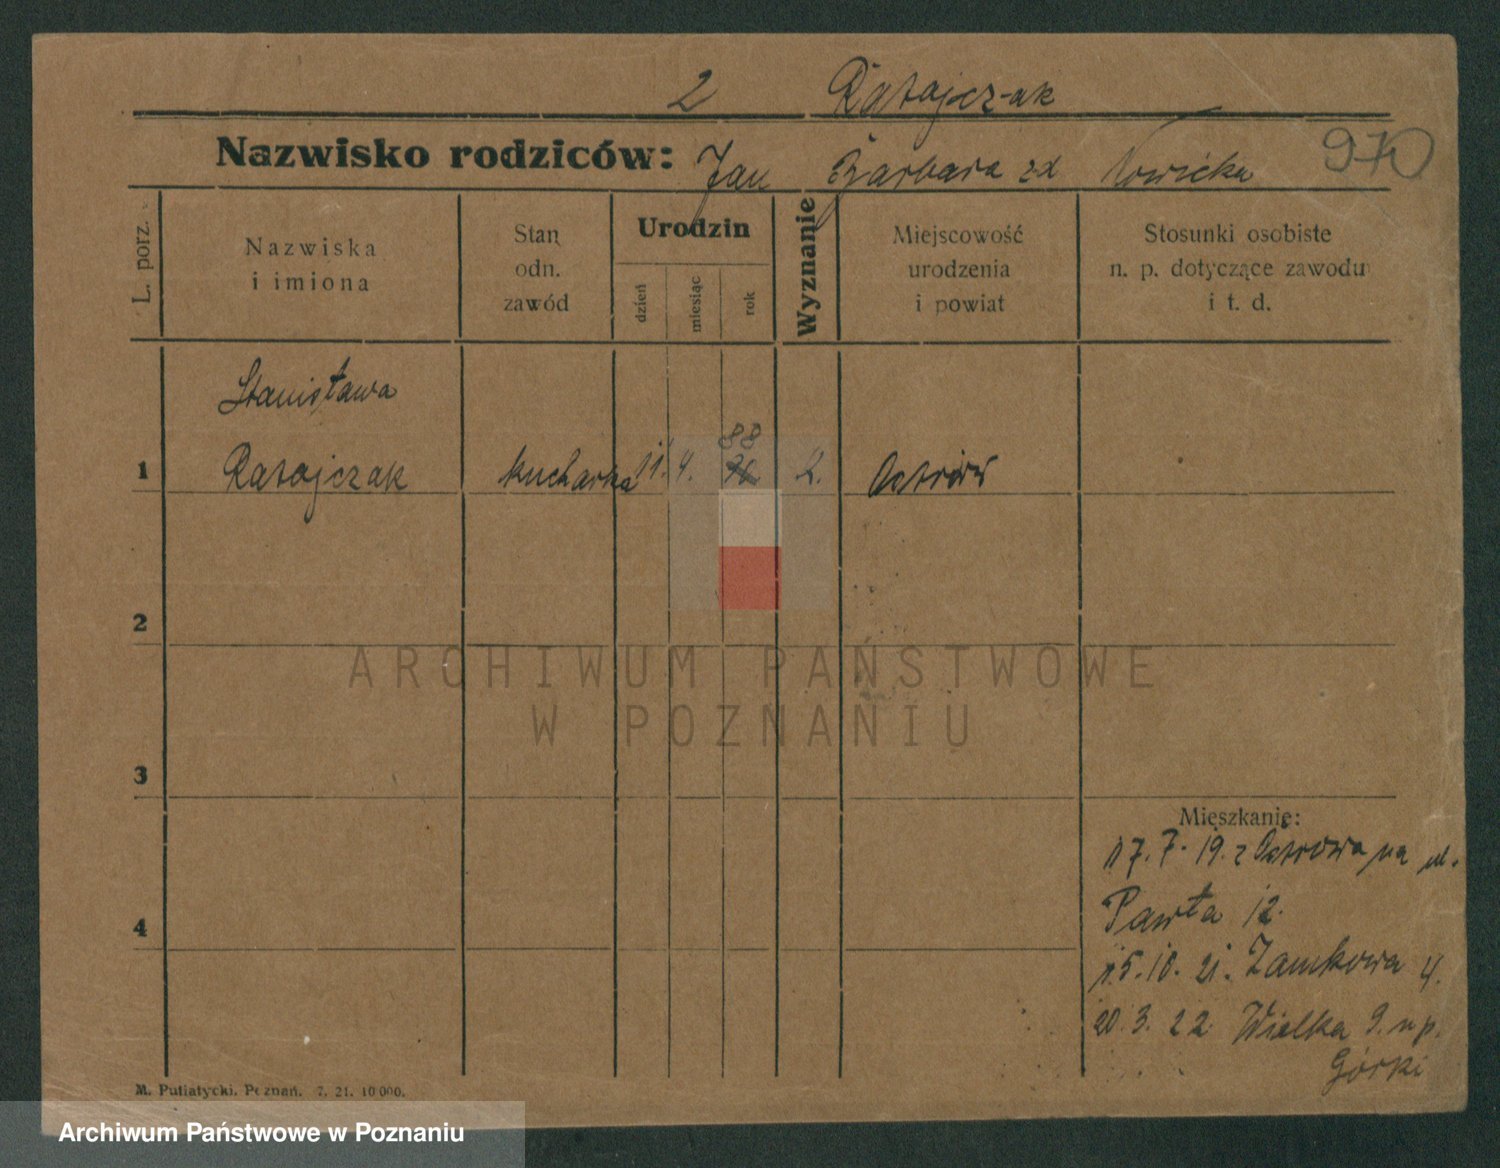 2 Ratajczak
Nazwisko rodziców: Jan Barbara zd Nowicka 970
L. porz.
Nazwiska
i imiona
Stan
odn.
zawód
Urodzin
dzień
miesiąc
rok
Wyznanie
Miejscowość
urodzenia
i powiat
Stosunki osobiste
n. p. dotyczące zawodu
i t. d.
Stanisława
88
1 Ratajczak kucharka 11. 4. k. Ostrów
2
ARCHIWUM PAŃSTWOWE
W POZNANIU
3
Mieszkanie:
17. 7. 19. z Ostrowa na ul.
Pawła 12.
4
15. 10. 21. Zamkowa 4.
20. 3. 22 Wielka 9. u p.
Górki
M. Putiatycki, Poznań. 7. 21. 10 000.
Archiwum Państwowe w Poznaniu